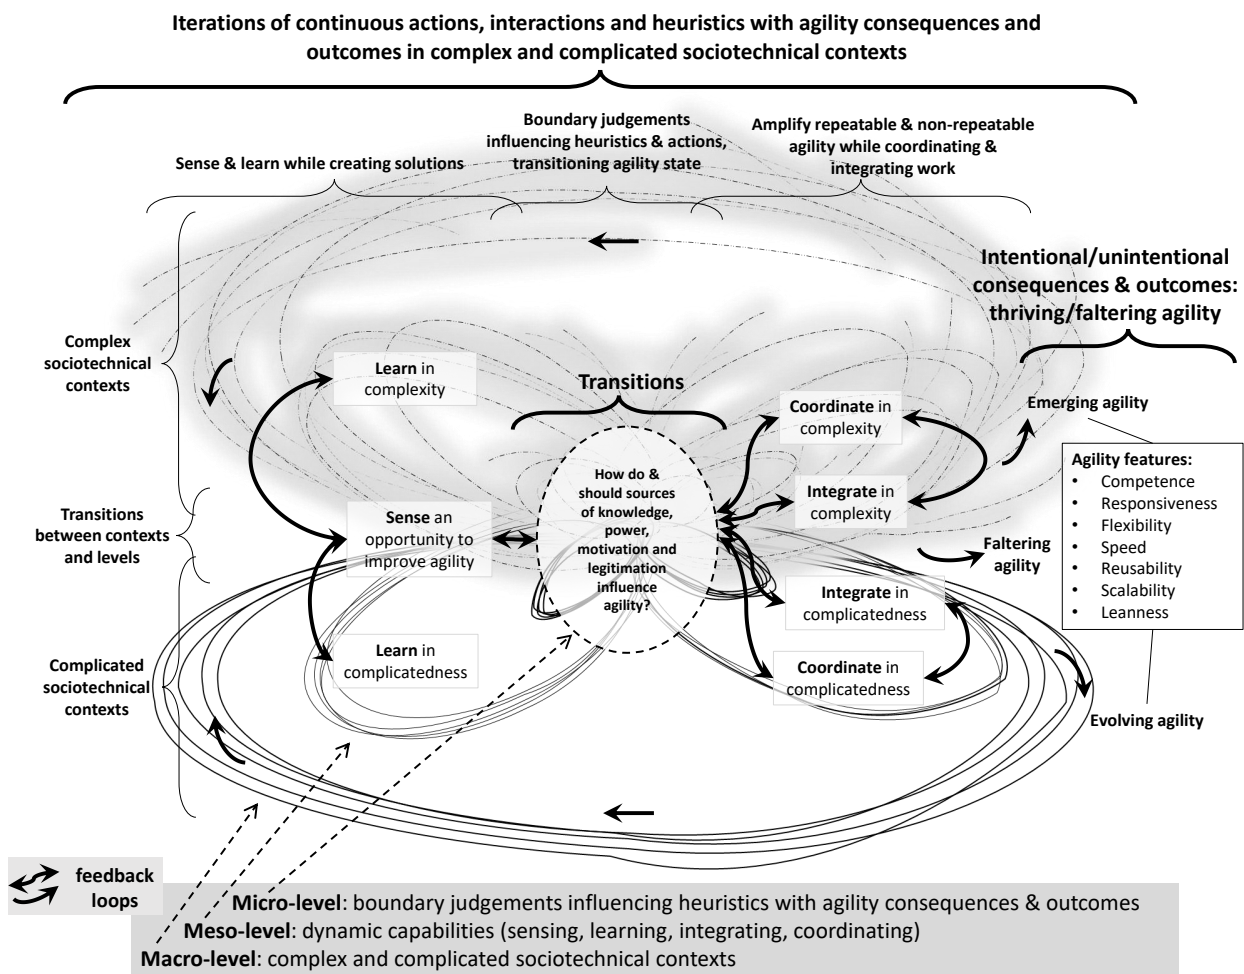 Iterations of continuous actions, interactions and heuristics with agility consequences and
outcomes in complex and complicated sociotechnical contexts
Sense & learn while creating solutions
Boundary judgements
influencing heuristics & actions,
transitioning agility state
Amplify repeatable & non-repeatable
agility while coordinating &
integrating work
Intentional/unintentional
consequences & outcomes:
thriving/faltering agility
Complex
sociotechnical
contexts
Transitions
between contexts
and levels
Complicated
sociotechnical
contexts
Learn in
complexity
Sense an
opportunity to
improve agility
Learn in
complicatedness
Transitions
How do &
should sources
of knowledge,
power,
motivation and
legitimation
influence
agility?
Coordinate in
complexity
Integrate in
complexity
Integrate in
complicatedness
Coordinate in
complicatedness
Emerging agility
Faltering
agility
Agility features:
• Competence
• Responsiveness
• Flexibility
• Speed
• Reusability
• Scalability
• Leanness
Evolving agility
feedback
loops
Micro-level: boundary judgements influencing heuristics with agility consequences & outcomes
Meso-level: dynamic capabilities (sensing, learning, integrating, coordinating)
Macro-level: complex and complicated sociotechnical contexts